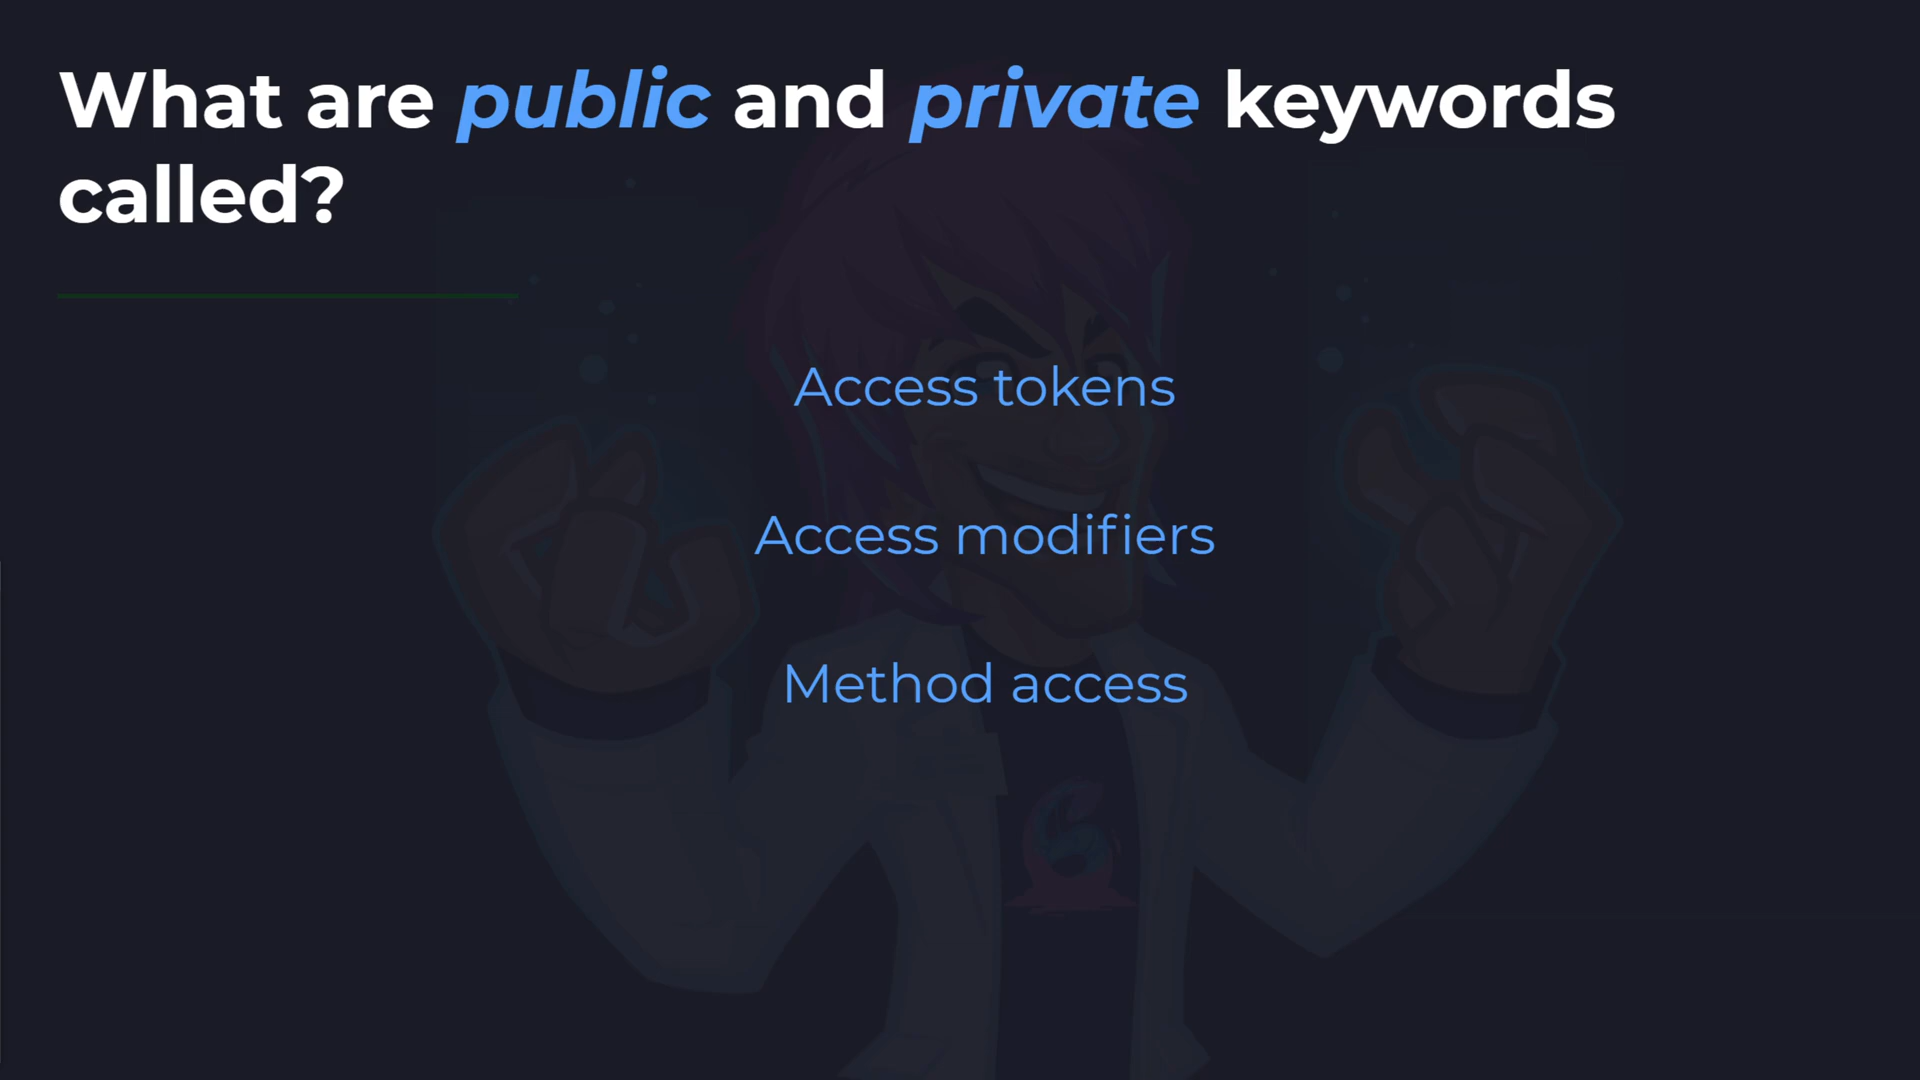 What are public and private keywords
called?
Access tokens
Access modifiers
Method access